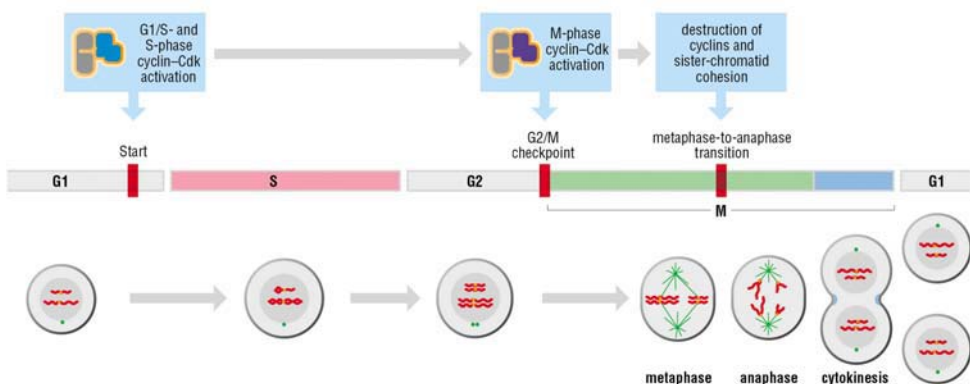 G1/S- and
S-phase
cyclin–Cdk
activation
M-phase
cyclin–Cdk
activation
destruction of
cyclins and
sister-chromatid
cohesion
Start
G2/M
checkpoint
metaphase-to-anaphase
transition
G1
S
G2
G1
M
metaphase
anaphase
cytokinesis